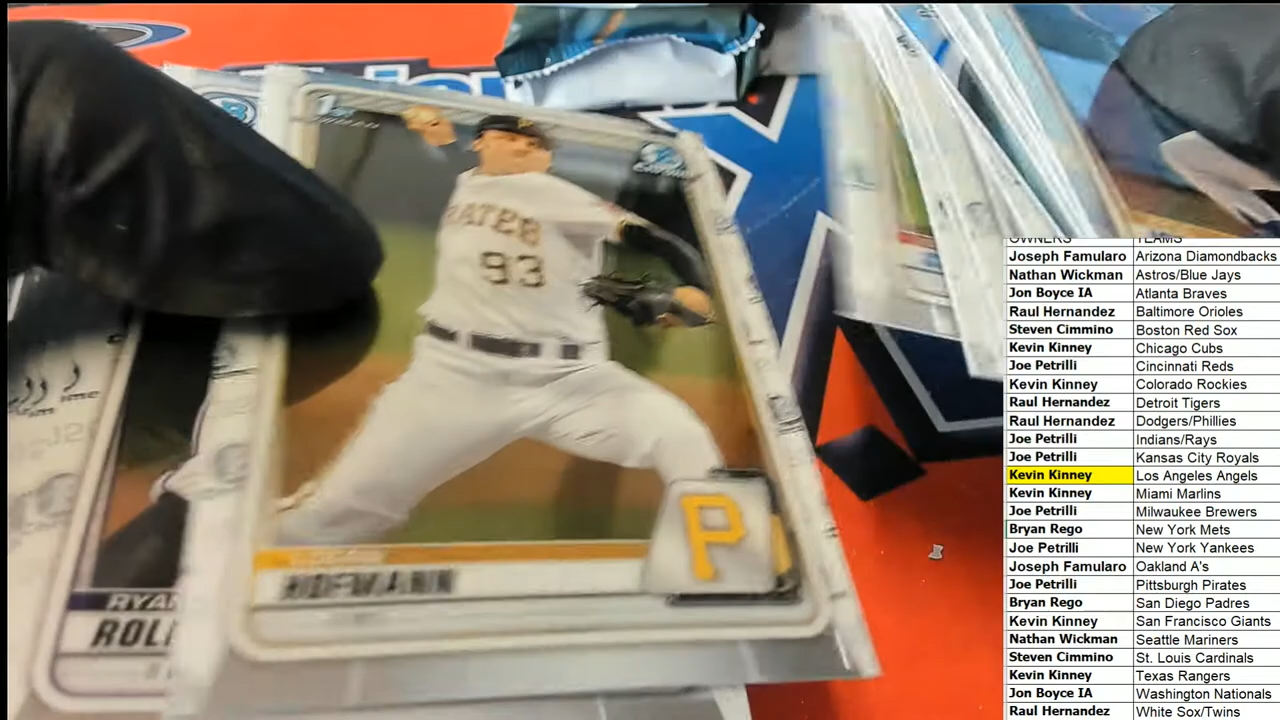 1st
PIRATES
93
P
HOFMANN
RYAN
ROL
OWNERS TEAMS
Joseph Famularo Arizona Diamondbacks
Nathan Wickman Astros/Blue Jays
Jon Boyce IA Atlanta Braves
Raul Hernandez Baltimore Orioles
Steven Cimmino Boston Red Sox
Kevin Kinney Chicago Cubs
Joe Petrilli Cincinnati Reds
Kevin Kinney Colorado Rockies
Raul Hernandez Detroit Tigers
Raul Hernandez Dodgers/Phillies
Joe Petrilli Indians/Rays
Joe Petrilli Kansas City Royals
Kevin Kinney Los Angeles Angels
Kevin Kinney Miami Marlins
Joe Petrilli Milwaukee Brewers
Bryan Rego New York Mets
Joe Petrilli New York Yankees
Joseph Famularo Oakland A's
Joe Petrilli Pittsburgh Pirates
Bryan Rego San Diego Padres
Kevin Kinney San Francisco Giants
Nathan Wickman Seattle Mariners
Steven Cimmino St. Louis Cardinals
Kevin Kinney Texas Rangers
Jon Boyce IA Washington Nationals
Raul Hernandez White Sox/Twins